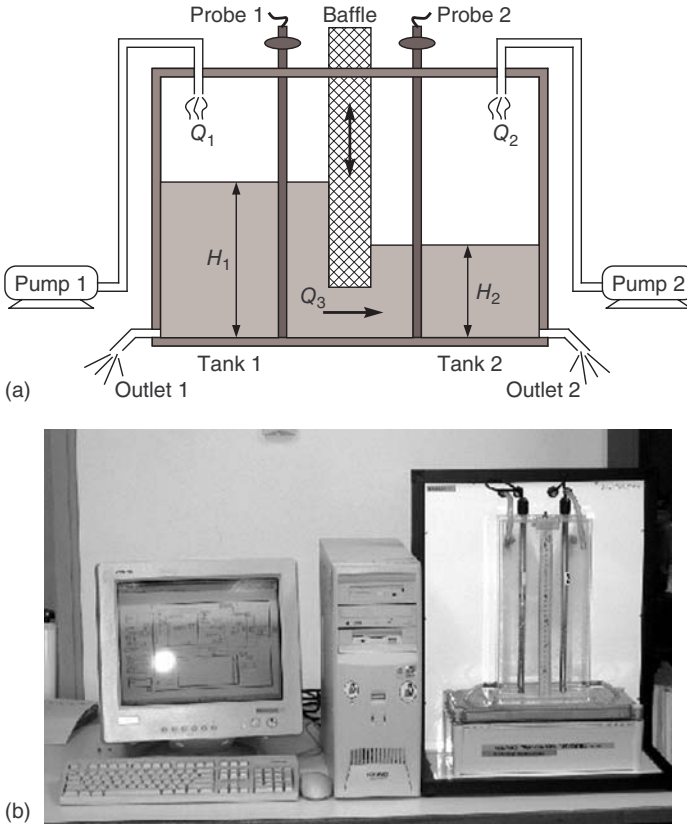 Probe 1 Baffle Probe 2
Q1 Q2
Pump 1 H1 Q3 H2 Pump 2
Tank 1 Tank 2
Outlet 1 Outlet 2
(a)
(b)